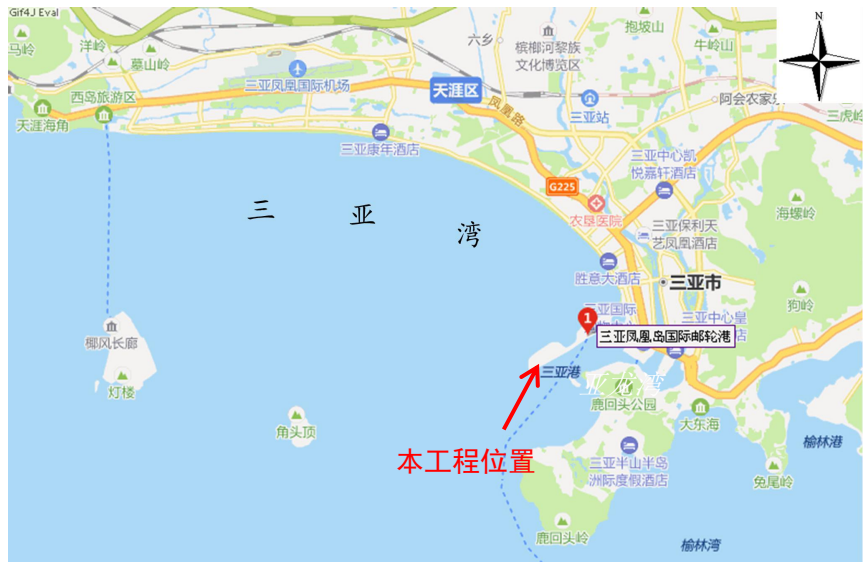 Gif4J Eval
N
马岭
洋岭
墓山岭
六乡
槟榔河黎族
文化博览区
抱坡山
牛岭山
三亚凤凰国际机场
天涯区
西岛旅游区
天涯海角
凤凰路
三亚站
阿会农家乐
三虎岭
三亚康年酒店
三亚中心凯
悦嘉轩酒店
G225
农垦医院
海螺岭
三亚湾
三亚保利天
艺凤凰酒店
胜意大酒店
三亚市
狗岭
三亚国际
三亚中心皇
1
三亚凤凰岛国际邮轮港
椰风长廊
灯楼
三亚港
鹿回头公园
大东海
角头顶
本工程位置
三亚半山半岛
洲际度假酒店
榆林港
兔尾岭
鹿回头岭
榆林湾